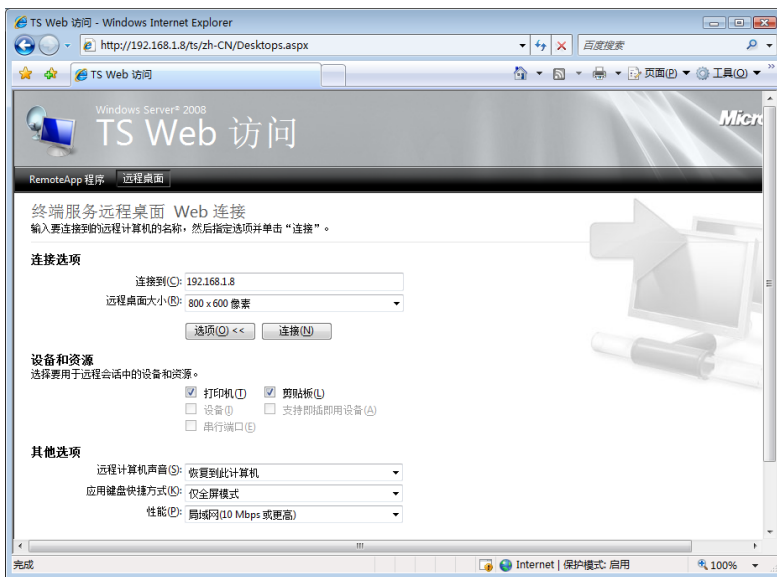 TS Web 访问 - Windows Internet Explorer
http://192.168.1.8/ts/zh-CN/Desktops.aspx
百度搜索
TS Web 访问
页面(P)
工具(O)
Windows Server® 2008
TS Web 访问
RemoteApp 程序
远程桌面
终端服务远程桌面 Web 连接
输入要连接到的远程计算机的名称，然后指定选项并单击“连接”。
连接选项
连接到(C): 192.168.1.8
远程桌面大小(R): 800 x 600 像素
选项(O) <<
连接(N)
设备和资源
选择要用于远程会话中的设备和资源。
打印机(T)
剪贴板(L)
设备(I)
支持即插即用设备(A)
串行端口(E)
其他选项
远程计算机声音(S): 恢复到此计算机
应用键盘快捷方式(K): 仅全屏模式
性能(P): 局域网(10 Mbps 或更高)
完成
Internet | 保护模式: 启用
100%